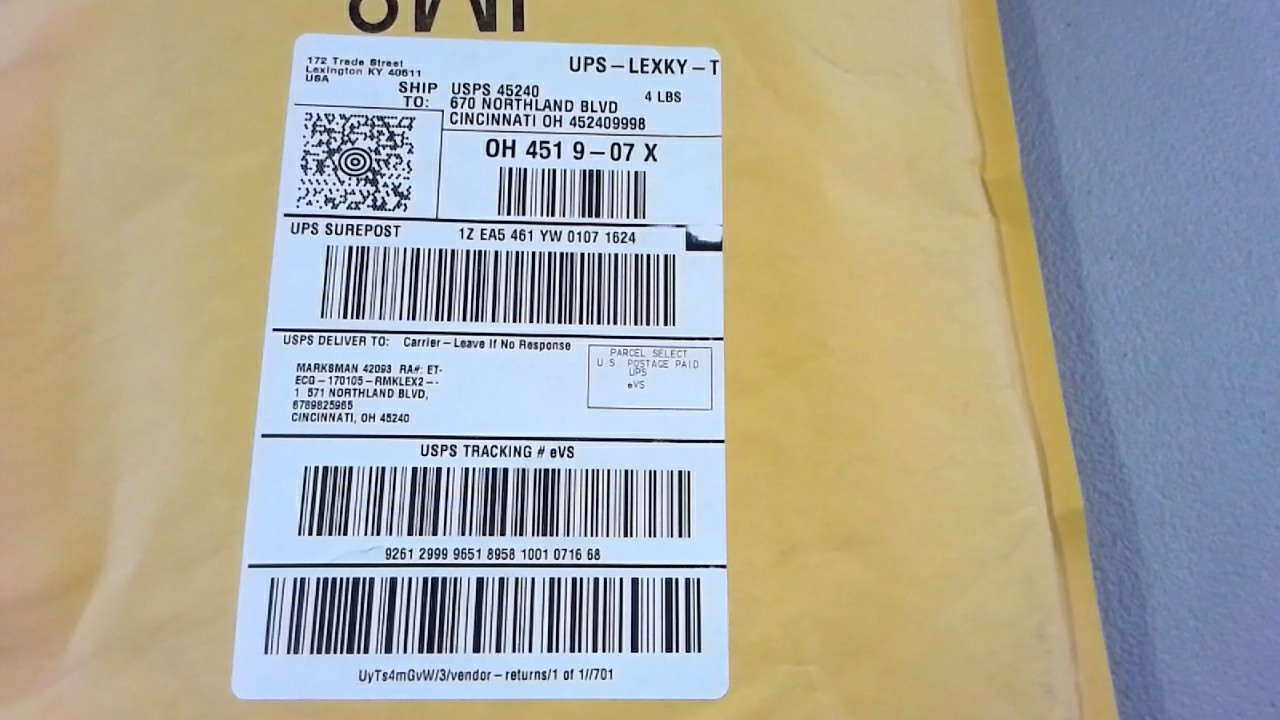 172 Trade Street
Lexington KY 40611
USA
UPS-LEXKY-T
SHIP TO:
USPS 45240
4 LBS
670 NORTHLAND BLVD
CINCINNATI OH 452409998
OH 451 9-07 X
UPS SUREPOST
1Z EA5 461 YW 0107 1624
USPS DELIVER TO: Carrier-Leave If No Response
PARCEL SELECT
U S POSTAGE PAID
UPS
eVS
MARKSMAN 42093 RA#: ET-
ECG-170105-RMKLEX2--
1 571 NORTHLAND BLVD,
6789825965
CINCINNATI, OH 45240
USPS TRACKING # eVS
9261 2999 9651 8958 1001 0716 68
UyTs4mGvW/3/vendor-returns/1 of 1//701